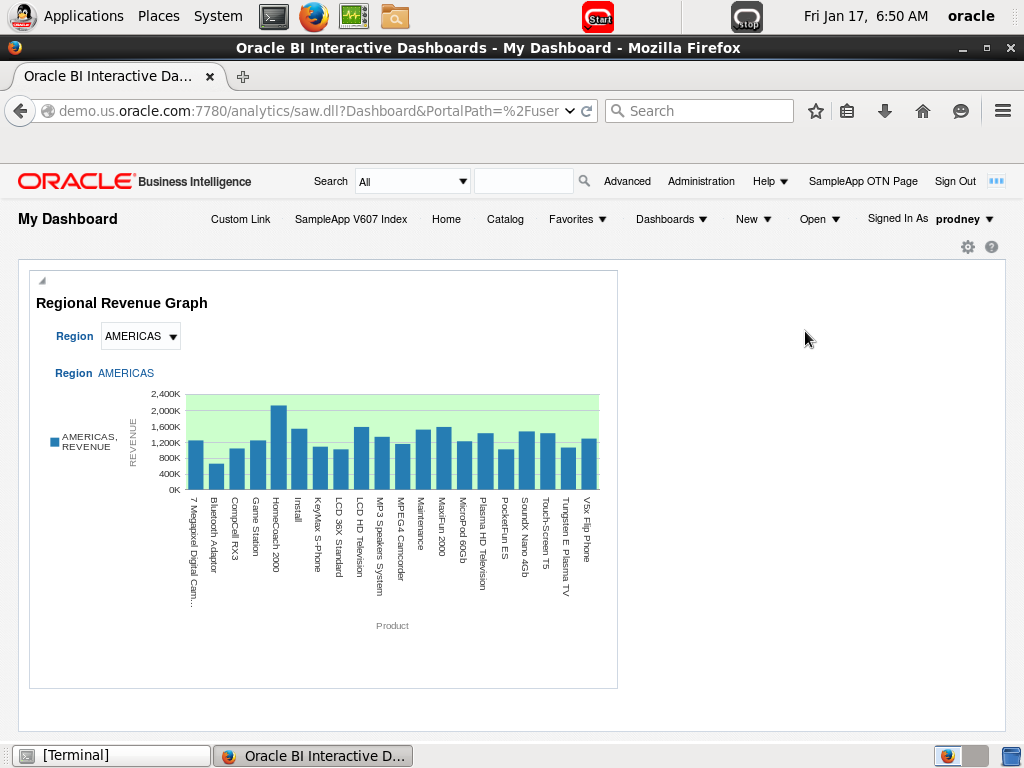 Applications Places System Start stop Fri Jan 17, 6:50 AM oracle
Oracle BI Interactive Dashboards - My Dashboard - Mozilla Firefox
Oracle BI Interactive Da...
demo.us.oracle.com:7780/analytics/saw.dll?Dashboard&PortalPath=%2Fuser Search
ORACLE Business Intelligence Search All Advanced Administration Help SampleApp OTN Page Sign Out
My Dashboard Custom Link SampleApp V607 Index Home Catalog Favorites Dashboards New Open Signed In As prodney
Regional Revenue Graph
Region AMERICAS
Region AMERICAS
AMERICAS, REVENUE
REVENUE
2,400K
2,000K
1,600K
1,200K
800K
400K
0K
7 Megapixel Digital Cam...
Bluetooth Adaptor
CompCell RX3
Game Station
HomeCoach 2000
Install
KeyMax S-Phone
LCD 36X Standard
LCD HD Television
MP3 Speakers System
MPEG4 Camcorder
Maintenance
MaxiFun 2000
MicroPod 60Gb
Plasma HD Television
PocketFun ES
SoundX Nano 4Gb
Touch-Screen T5
Tungsten E Plasma TV
V5x Flip Phone
Product
[Terminal] Oracle BI Interactive D...